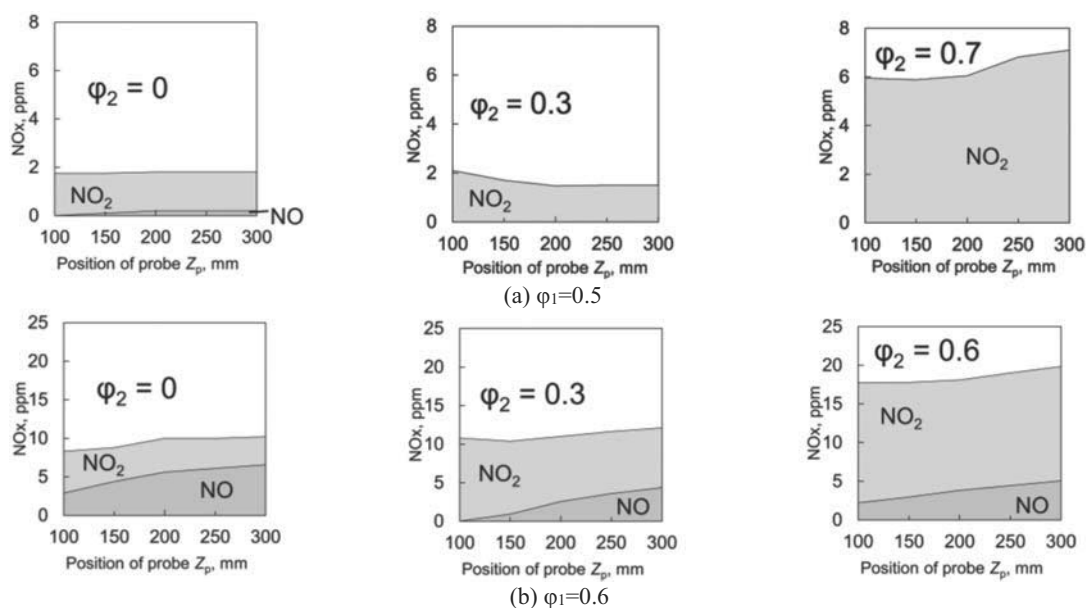 8
6
4
2
0
NOx, ppm
φ₂ = 0
NO₂
NO
100 150 200 250 300
Position of probe Zₚ, mm
8
6
4
2
0
NOx, ppm
φ₂ = 0.3
NO₂
100 150 200 250 300
Position of probe Zₚ, mm
8
6
4
2
0
NOx, ppm
φ₂ = 0.7
NO₂
100 150 200 250 300
Position of probe Zₚ, mm
(a) φ₁=0.5
25
20
15
10
5
0
NOx, ppm
φ₂ = 0
NO₂
NO
100 150 200 250 300
Position of probe Zₚ, mm
25
20
15
10
5
0
NOx, ppm
φ₂ = 0.3
NO₂
NO
100 150 200 250 300
Position of probe Zₚ, mm
25
20
15
10
5
0
NOx, ppm
φ₂ = 0.6
NO₂
NO
100 150 200 250 300
Position of probe Zₚ, mm
(b) φ₁=0.6